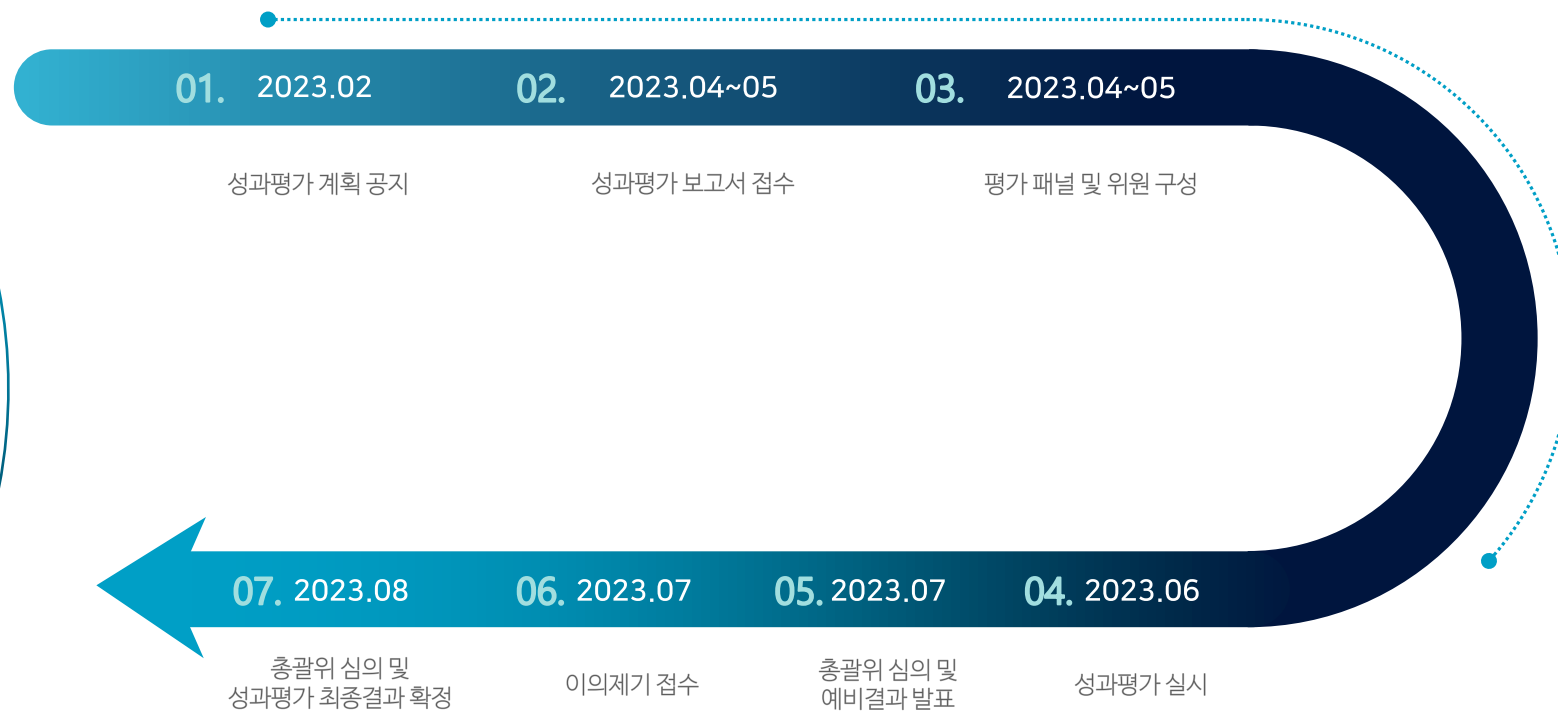 01. 2023.02
02. 2023.04~05
03. 2023.04~05
성과평가 계획 공지
성과평가 보고서 접수
평가 패널 및 위원 구성
04. 2023.06
성과평가 실시
05. 2023.07
총괄위 심의 및
예비결과 발표
06. 2023.07
이의제기 접수
07. 2023.08
총괄위 심의 및
성과평가 최종결과 확정